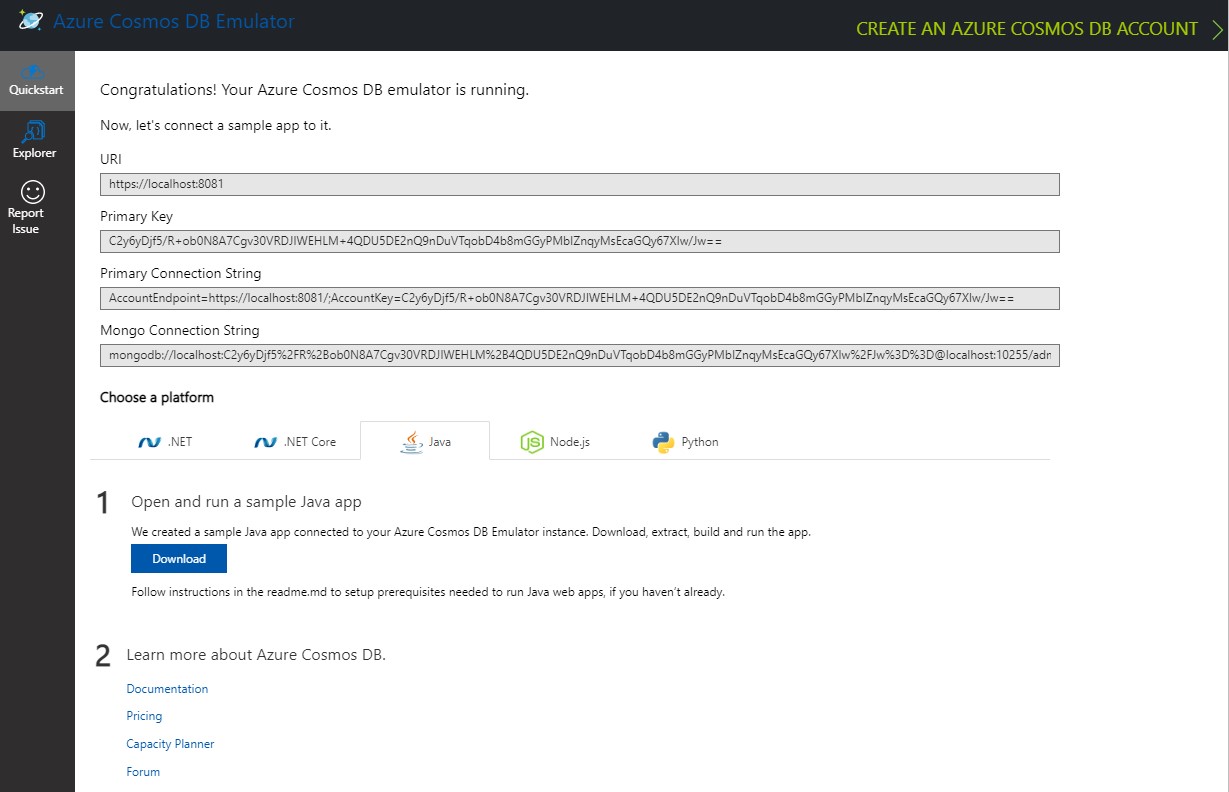 Azure Cosmos DB Emulator
CREATE AN AZURE COSMOS DB ACCOUNT
Quickstart
Explorer
Report
Issue
Congratulations! Your Azure Cosmos DB emulator is running.
Now, let's connect a sample app to it.
URI
https://localhost:8081
Primary Key
C2y6yDjf5/R+ob0N8A7Cgv30VRDJIWEHLM+4QDU5DE2nQ9nDuVTqobD4b8mGGyPMbIZnqyMsEcaGQy67XIw/Jw==
Primary Connection String
AccountEndpoint=https://localhost:8081/;AccountKey=C2y6yDjf5/R+ob0N8A7Cgv30VRDJIWEHLM+4QDU5DE2nQ9nDuVTqobD4b8mGGyPMbIZnqyMsEcaGQy67XIw/Jw==
Mongo Connection String
mongodb://localhost:C2y6yDjf5%2FR%2Bob0N8A7Cgv30VRDJIWEHLM%2B4QDU5DE2nQ9nDuVTqobD4b8mGGyPMbIZnqyMsEcaGQy67XIw%2FJw%3D%3D@localhost:10255/adn
Choose a platform
.NET
.NET Core
Java
JS Node.js
Python
1 Open and run a sample Java app
We created a sample Java app connected to your Azure Cosmos DB Emulator instance. Download, extract, build and run the app.
Download
Follow instructions in the readme.md to setup prerequisites needed to run Java web apps, if you haven't already.
2 Learn more about Azure Cosmos DB.
Documentation
Pricing
Capacity Planner
Forum